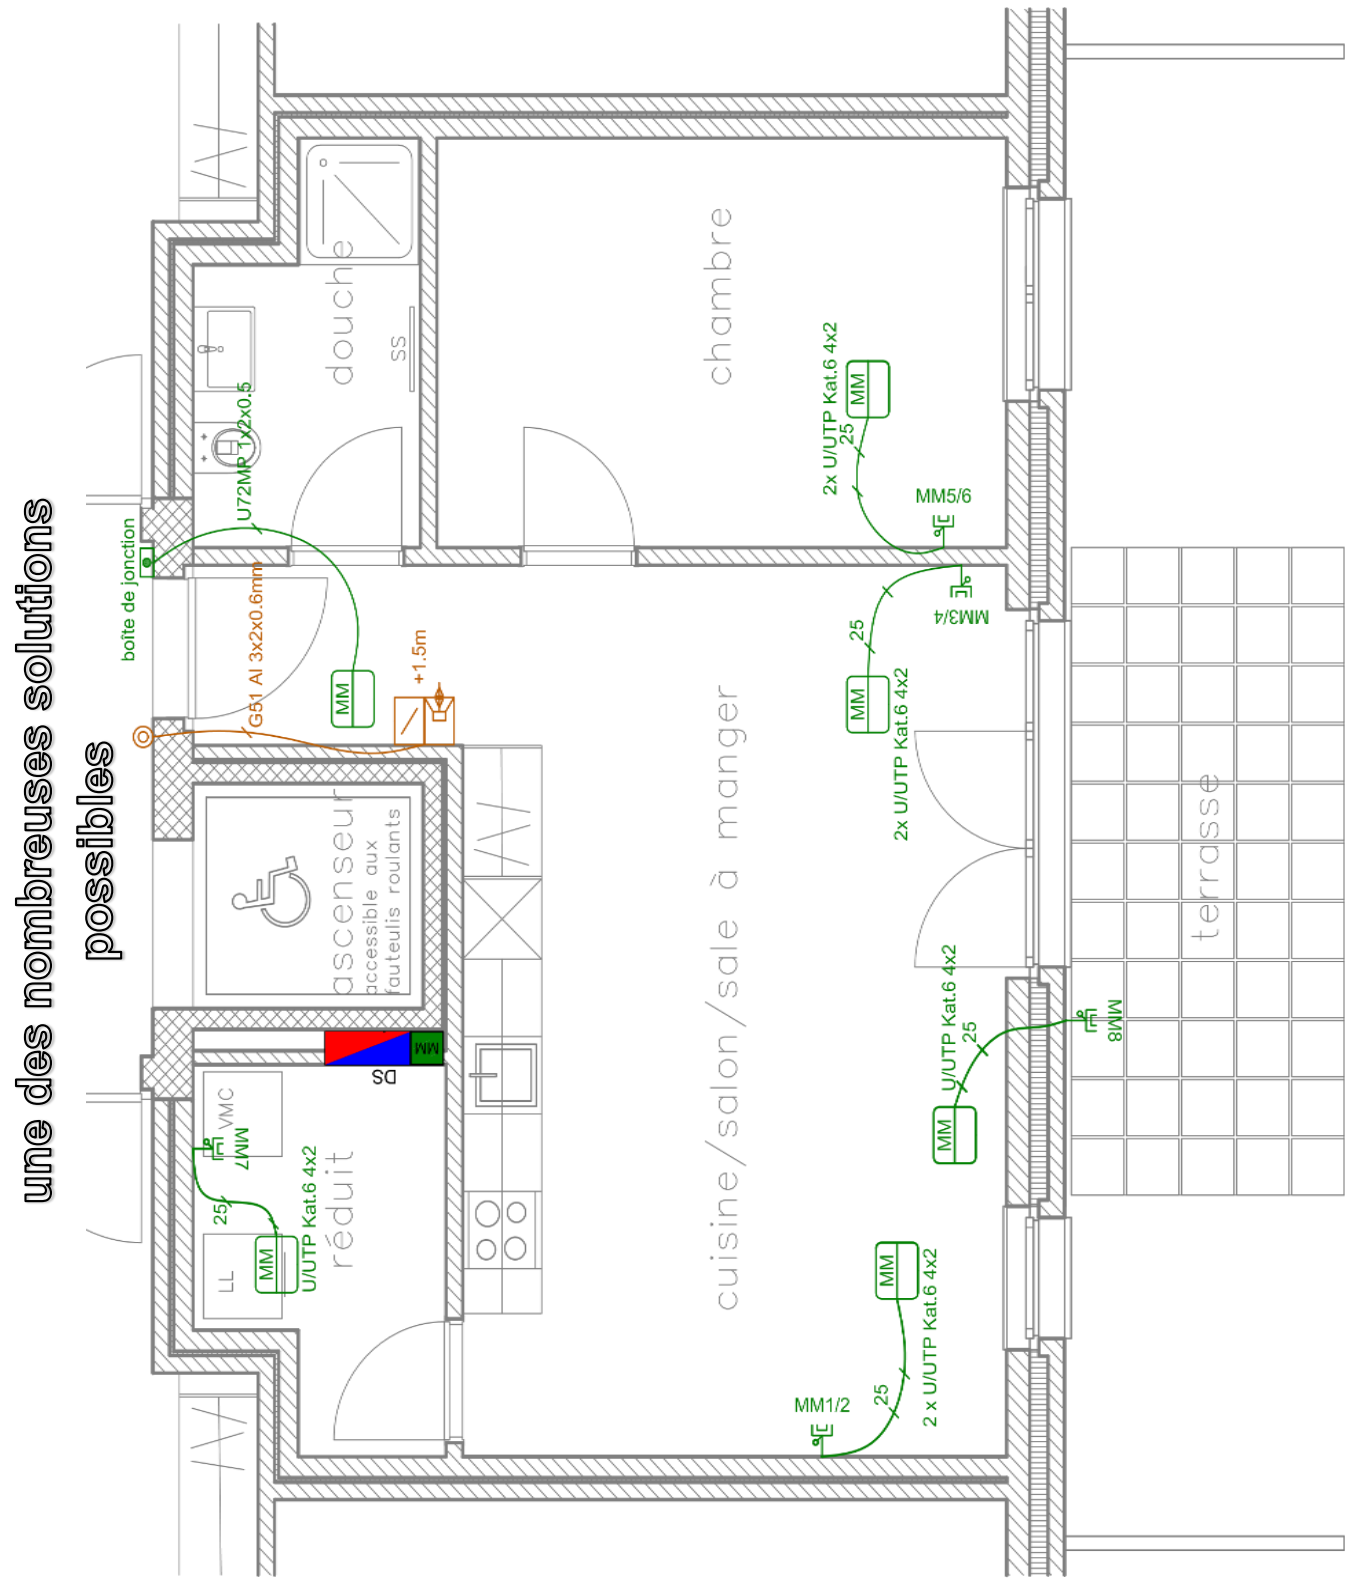 une des nombreuses solutions
possibles
boîte de jonction
U72MP 1x2x0.5
douche
SS
chambre
2x U/UTP Kat.6 4x2
25
MM
MM5/6
G51 AI 3x2x0.6mm
MM
+1.5m
25
MM
MM3/4
2x U/UTP Kat.6 4x2
ascenseur
accessible aux
fauteulis roulants
cuisine/salon/sale à manger
terrasse
MM
DS
VMC
MM7
25
MM
U/UTP Kat.6 4x2
LL
réduit
U/UTP Kat.6 4x2
25
MM
MM8
MM
2 x U/UTP Kat.6 4x2
25
MM1/2